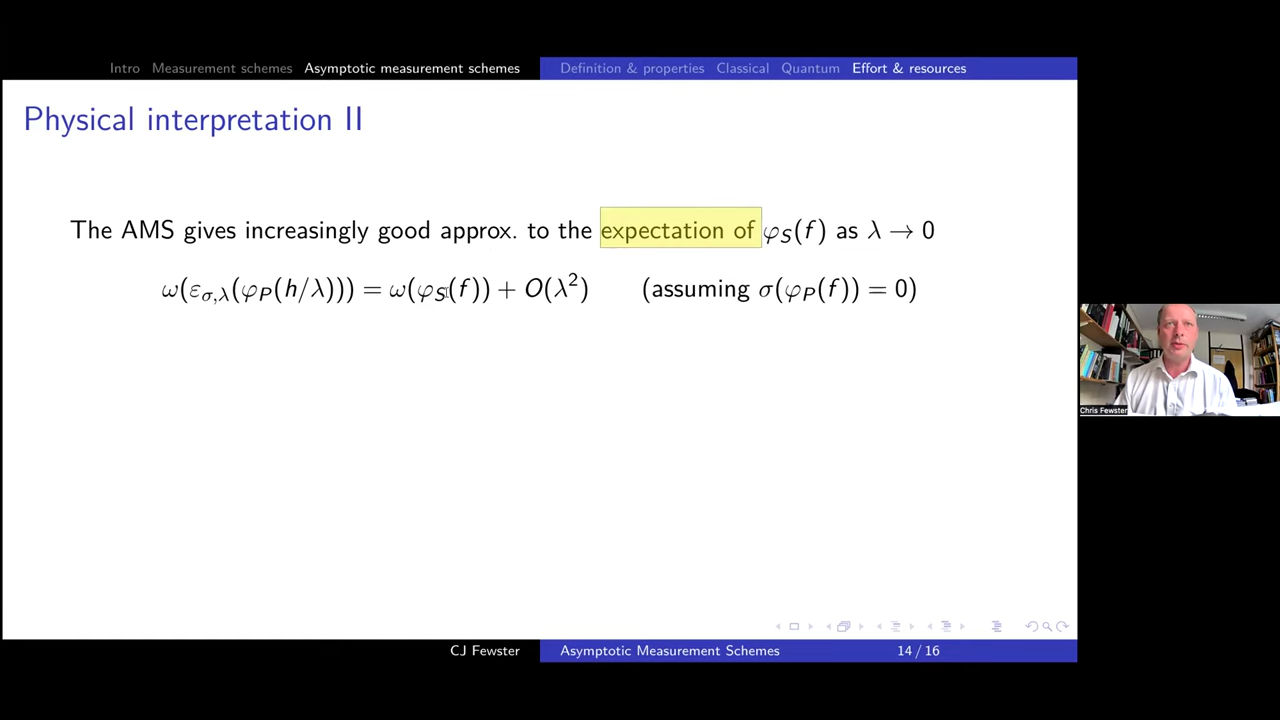 Intro Measurement schemes Asymptotic measurement schemes Definition & properties Classical Quantum Effort & resources
Physical interpretation II
The AMS gives increasingly good approx. to the expectation of φ_S(f) as λ → 0
ω(ε_{σ,λ}(φ_P(h/λ))) = ω(φ_S(f)) + O(λ²) (assuming σ(φ_P(f)) = 0)
Chris Fewster
CJ Fewster Asymptotic Measurement Schemes 14 / 16